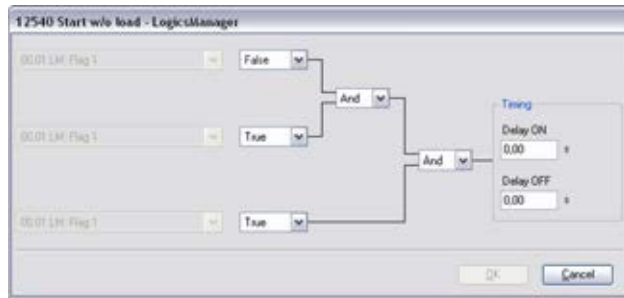 12540 Start w/o load - LogicsManager
00.01 LM: Flag 1
False
And
Timing
Delay ON
00.01 LM: Flag 1
True
And
0,00 s
Delay OFF
0,00 s
00.01 LM: Flag 1
True
OK
Cancel